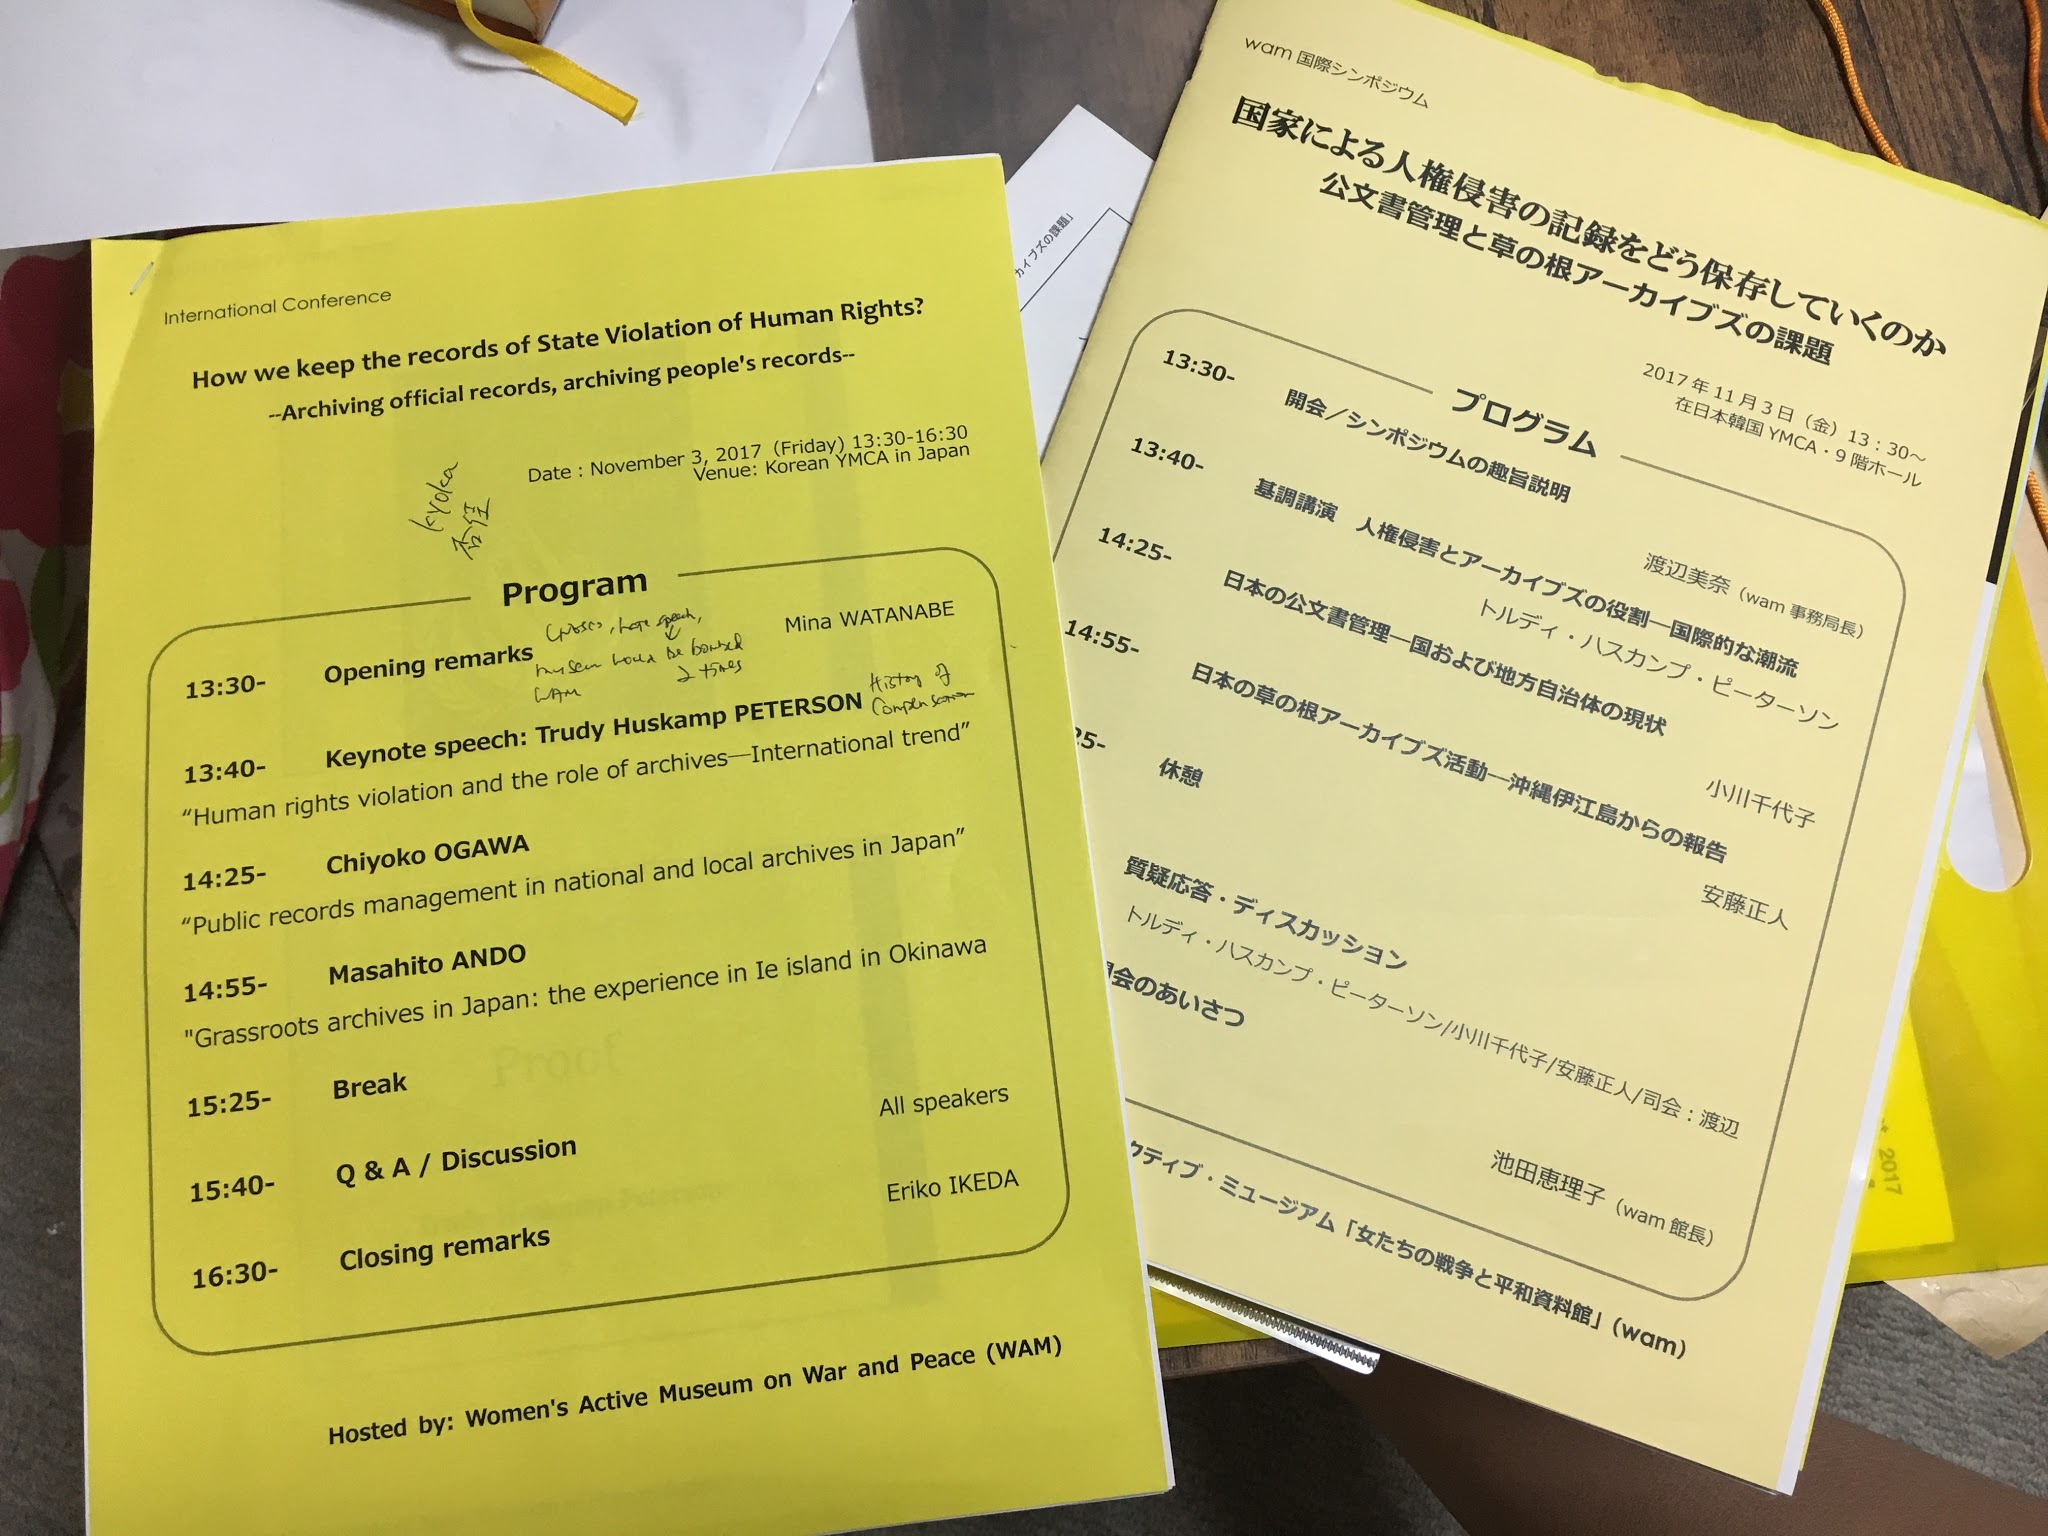 International Conference
How we keep the records of State Violation of Human Rights?
--Archiving official records, archiving people's records--
Date : November 3, 2017 (Friday) 13:30-16:30
Venue: Korean YMCA in Japan
kyoka
Program
13:30- Opening remarks Mina WATANABE
hate speech,
museum would be bombed
WAM 2 times
13:40- Keynote speech: Trudy Huskamp PETERSON
History of
Compensation
“Human rights violation and the role of archives—International trend”
14:25- Chiyoko OGAWA
“Public records management in national and local archives in Japan”
14:55- Masahito ANDO
"Grassroots archives in Japan: the experience in Ie island in Okinawa
15:25- Break
15:40- Q & A / Discussion All speakers
16:30- Closing remarks Eriko IKEDA
Hosted by: Women's Active Museum on War and Peace (WAM)
Proof
カイブズの課題」
wam 国際シンポジウム
国家による人権侵害の記録をどう保存していくのか
公文書管理と草の根アーカイブズの課題
2017 年 11 月 3 日（金）13：30～
在日本韓国 YMCA・9 階ホール
プログラム
13:30- 開会／シンポジウムの趣旨説明
渡辺美奈（wam 事務局長）
13:40- 基調講演 人権侵害とアーカイブズの役割—国際的な潮流
トルディ・ハスカンプ・ピーターソン
14:25- 日本の公文書管理—国および地方自治体の現状
小川千代子
14:55- 日本の草の根アーカイブズ活動—沖縄伊江島からの報告
安藤正人
25- 休憩
質疑応答・ディスカッション
トルディ・ハスカンプ・ピーターソン/小川千代子/安藤正人/司会：渡辺
会のあいさつ
池田恵理子（wam 館長）
クティブ・ミュージアム「女たちの戦争と平和資料館」（wam）
2017